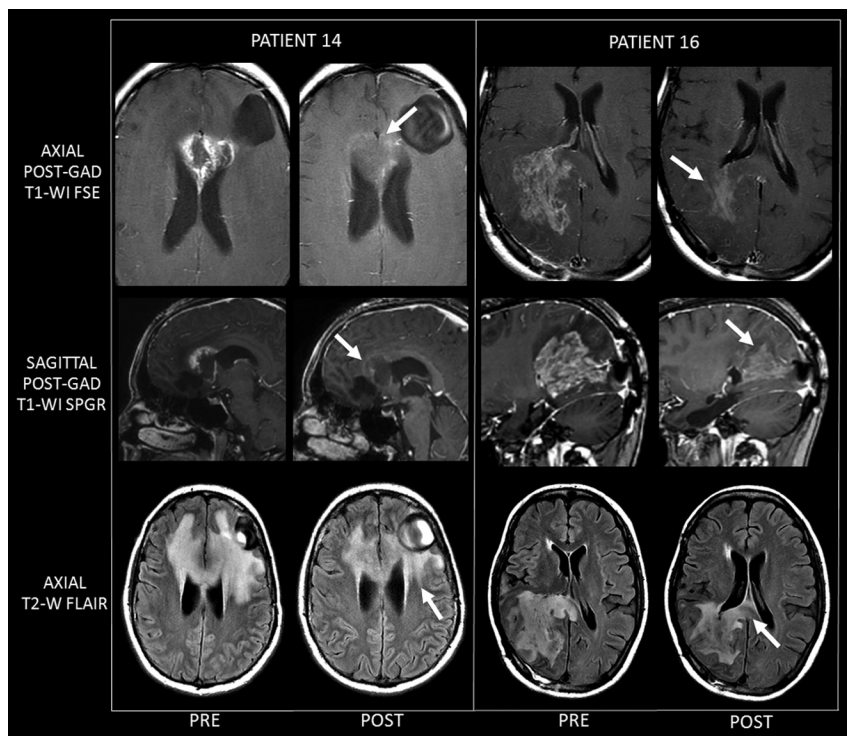 PATIENT 14
PATIENT 16
AXIAL
POST-GAD
T1-WI FSE
SAGITTAL
POST-GAD
T1-WI SPGR
AXIAL
T2-W FLAIR
PRE
POST
PRE
POST